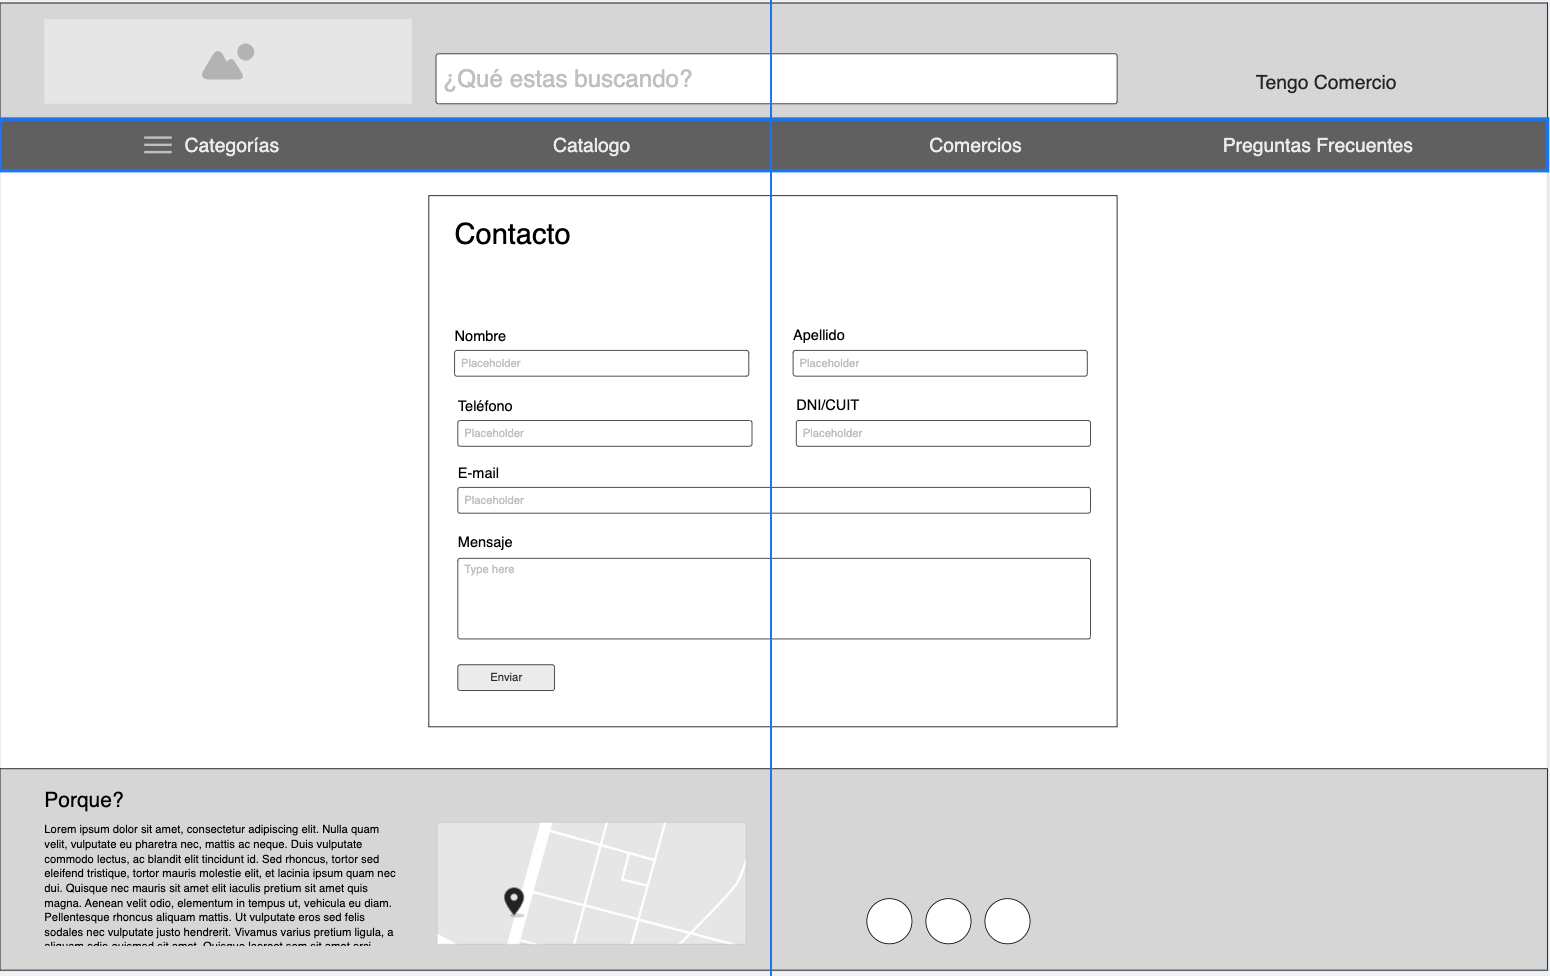 ¿Qué estas buscando?
Tengo Comercio
Categorías
Catalogo
Comercios
Preguntas Frecuentes
Contacto
Nombre
Apellido
Placeholder
Placeholder
Teléfono
DNI/CUIT
Placeholder
Placeholder
E-mail
Placeholder
Mensaje
Type here
Enviar
Porque?
Lorem ipsum dolor sit amet, consectetur adipiscing elit. Nulla quam
velit, vulputate eu pharetra nec, mattis ac neque. Duis vulputate
commodo lectus, ac blandit elit tincidunt id. Sed rhoncus, tortor sed
eleifend tristique, tortor mauris molestie elit, et lacinia ipsum quam nec
dui. Quisque nec mauris sit amet elit iaculis pretium sit amet quis
magna. Aenean velit odio, elementum in tempus ut, vehicula eu diam.
Pellentesque rhoncus aliquam mattis. Ut vulputate eros sed felis
sodales nec vulputate justo hendrerit. Vivamus varius pretium ligula, a